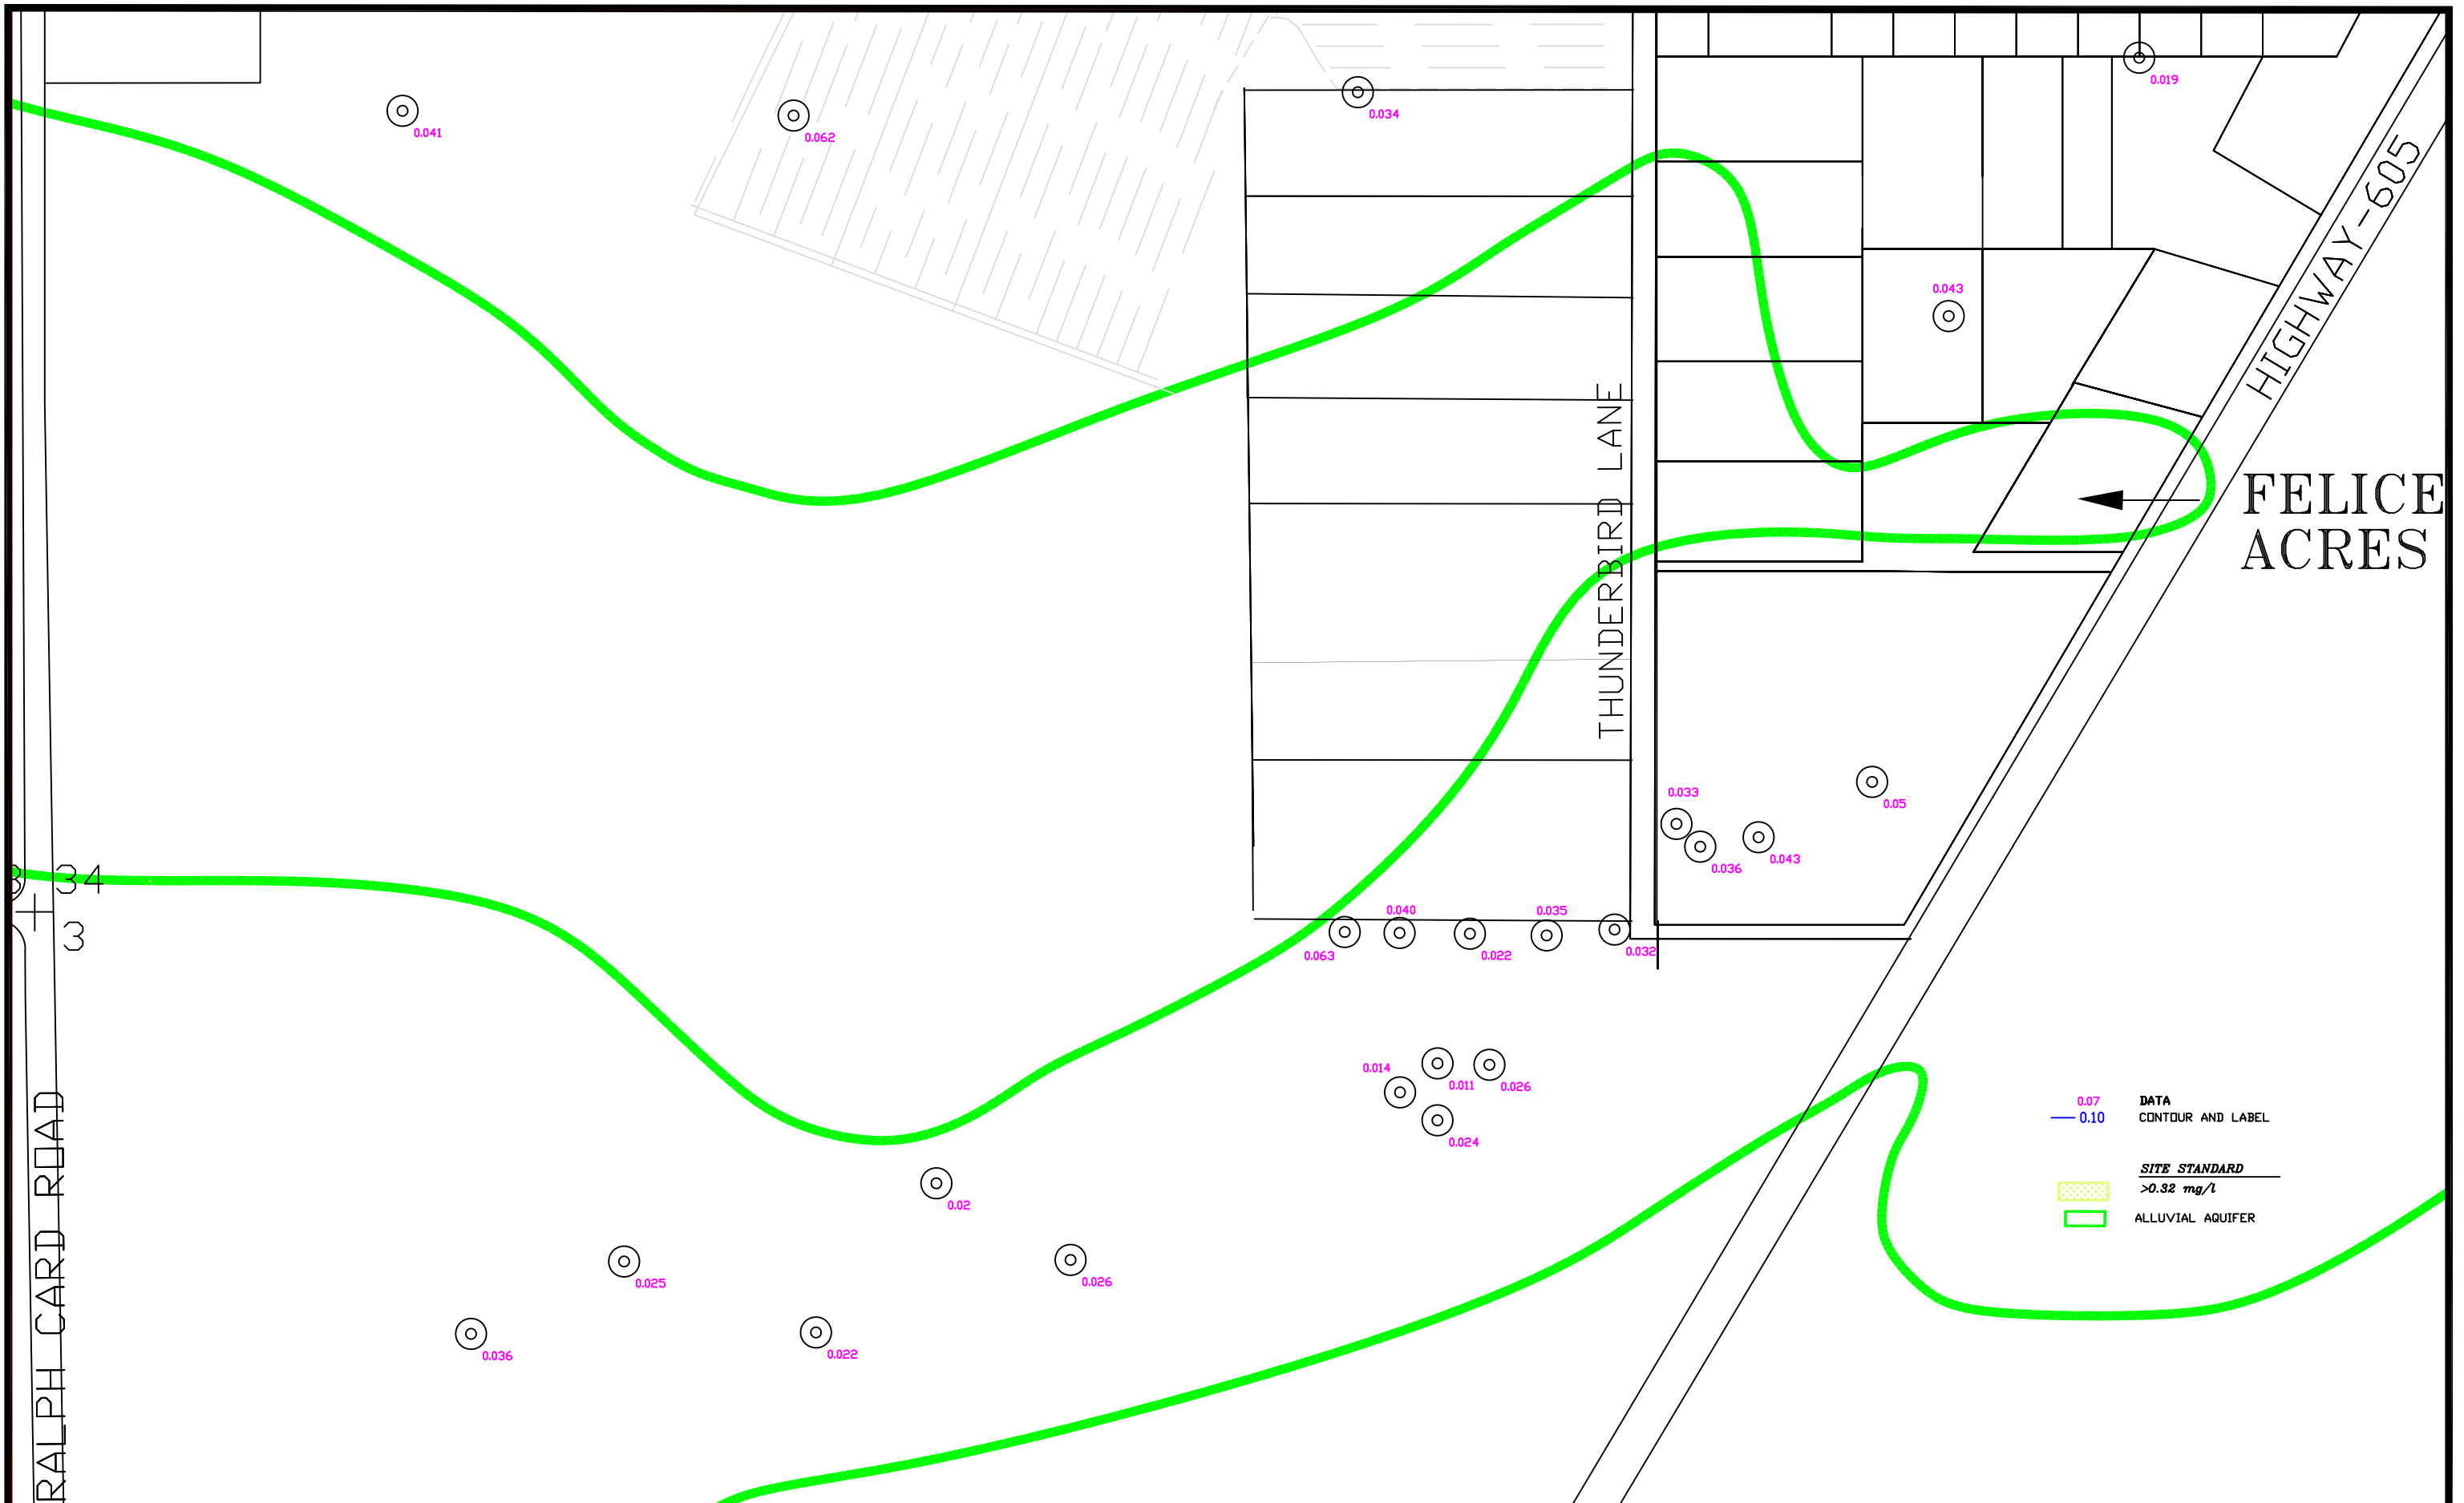 0.019
0.041
0.034
0.062
HIGHWAY-605
0.043
THUNDERBIRD LANE
FELICE
ACRES
0.033
0.05
0.043
0.036
3 34
3
0.040
0.035
0.063
0.022
0.032
0.014
0.011
0.026
0.024
0.02
0.025
0.026
0.036
0.022
RALPH CARD ROAD
0.07 DATA
0.10 CONTOUR AND LABEL
SITE STANDARD
>0.32 mg/l
ALLUVIAL AQUIFER